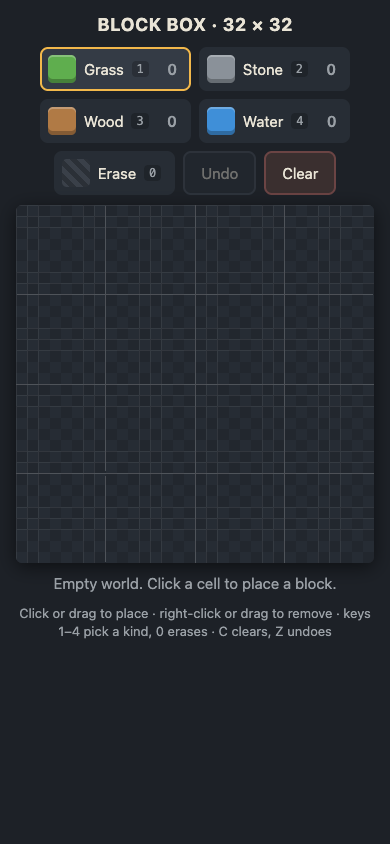 BLOCK BOX · 32 × 32
Grass 1 0
Stone 2 0
Wood 3 0
Water 4 0
Erase 0
Undo
Clear
Empty world. Click a cell to place a block.
Click or drag to place · right-click or drag to remove · keys
1–4 pick a kind, 0 erases · C clears, Z undoes